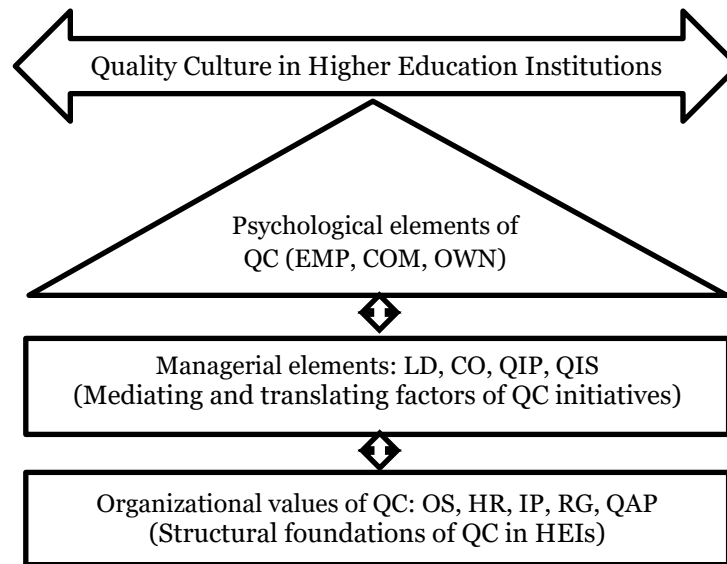 Quality Culture in Higher Education Institutions
Psychological elements of
QC (EMP, COM, OWN)
Managerial elements: LD, CO, QIP, QIS
(Mediating and translating factors of QC initiatives)
Organizational values of QC: OS, HR, IP, RG, QAP
(Structural foundations of QC in HEIs)